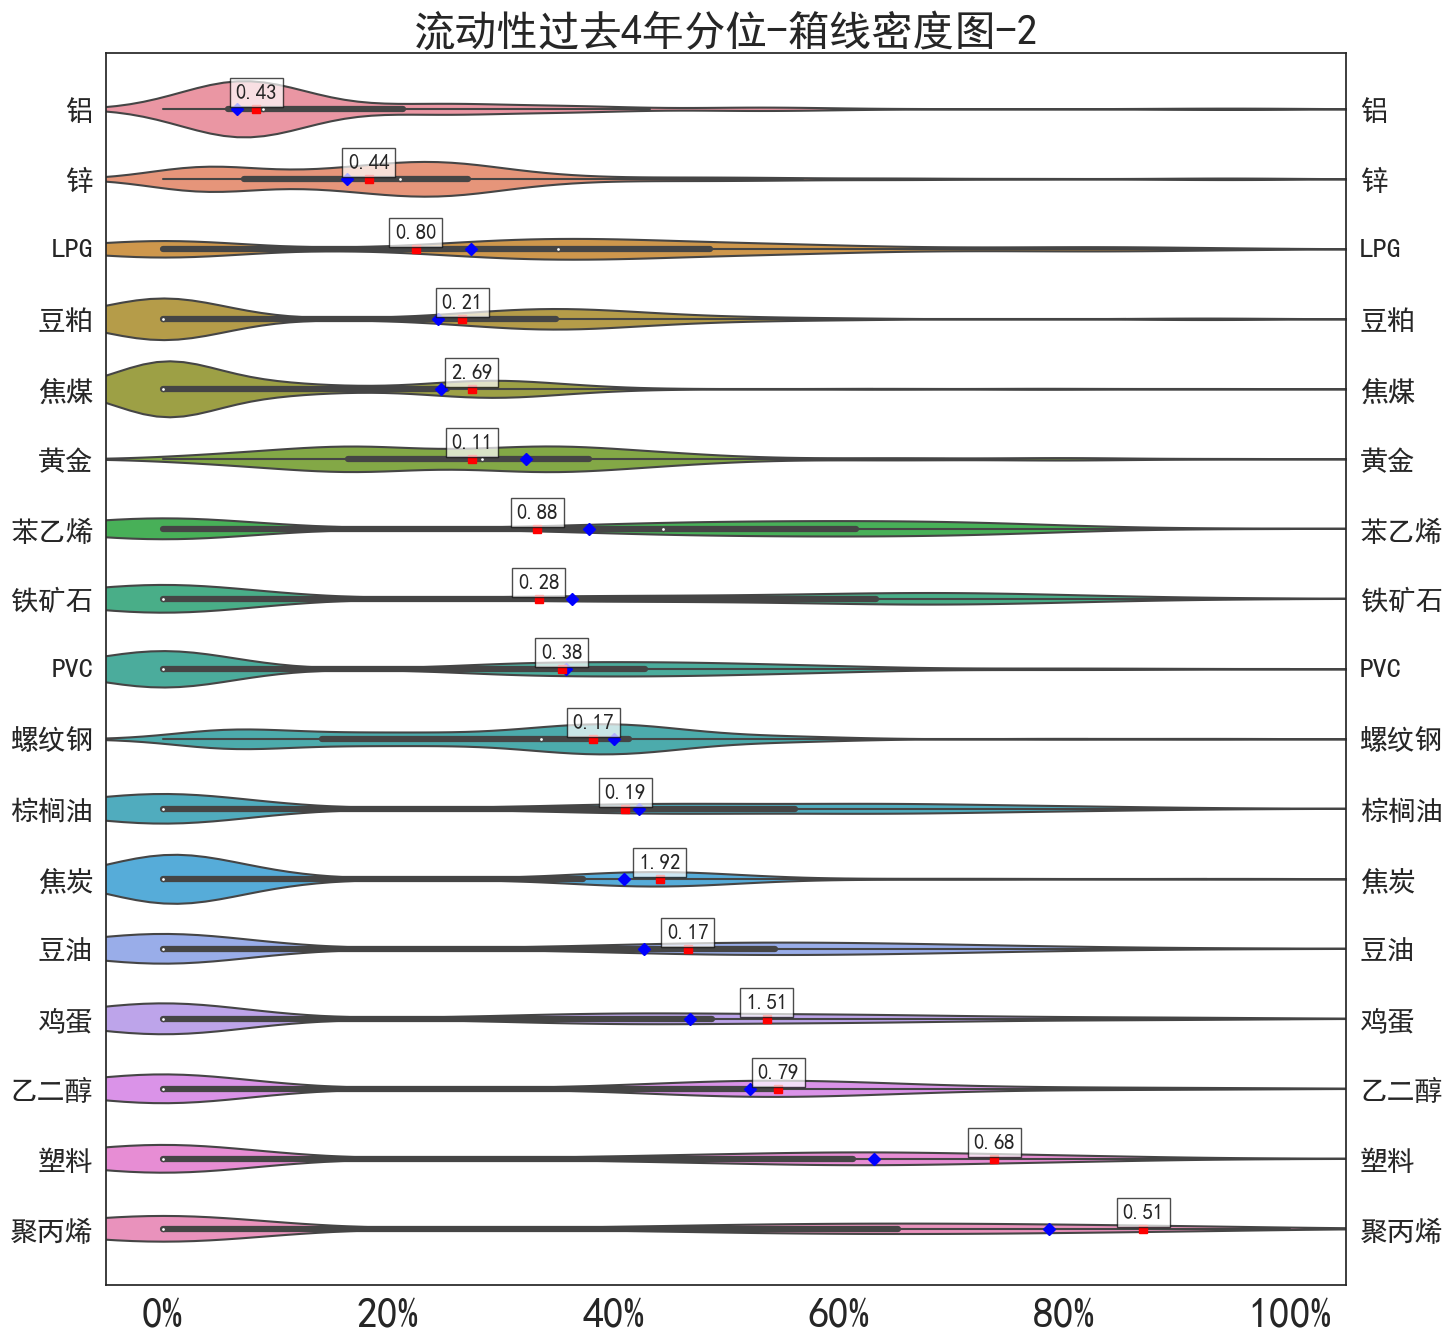 流动性过去4年分位-箱线密度图-2
铝 0.43 铝
锌 0.44 锌
LPG 0.80 LPG
豆粕 0.21 豆粕
焦煤 2.69 焦煤
黄金 0.11 黄金
苯乙烯 0.88 苯乙烯
铁矿石 0.28 铁矿石
PVC 0.38 PVC
螺纹钢 0.17 螺纹钢
棕榈油 0.19 棕榈油
焦炭 1.92 焦炭
豆油 0.17 豆油
鸡蛋 1.51 鸡蛋
乙二醇 0.79 乙二醇
塑料 0.68 塑料
聚丙烯 0.51 聚丙烯
0% 20% 40% 60% 80% 100%